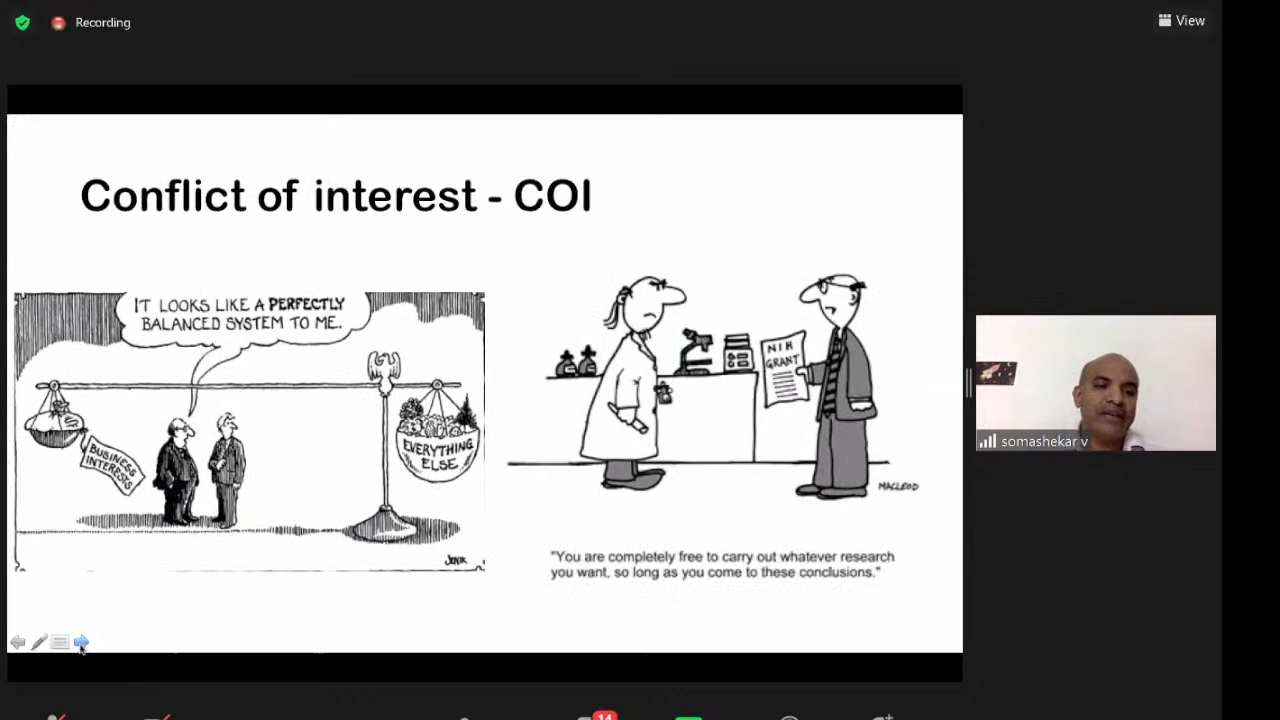 Recording
View
Conflict of interest - COI
IT LOOKS LIKE A PERFECTLY
BALANCED SYSTEM TO ME.
BUSINESS
INTERESTS
EVERYTHING
ELSE
NIH
GRANT
MACLEOD
"You are completely free to carry out whatever research
you want, so long as you come to these conclusions."
somashekar v
14